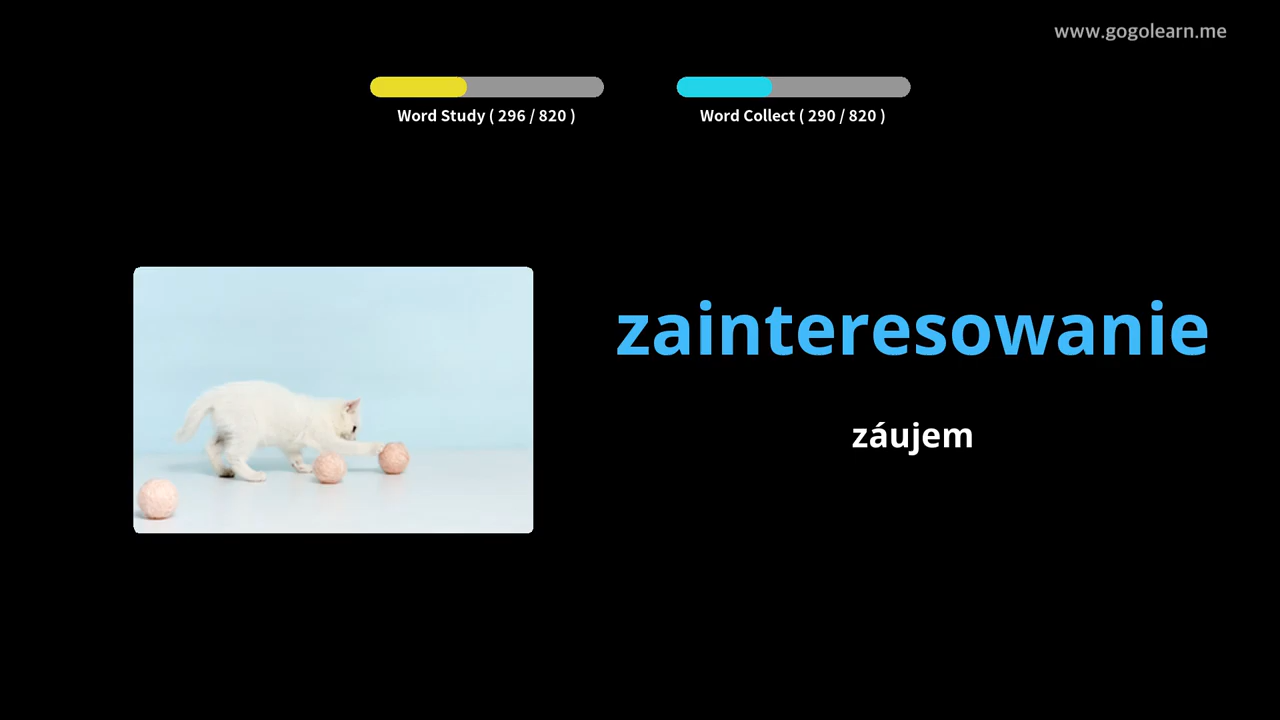 www.gogolearn.me
Word Study ( 296 / 820 )
Word Collect ( 290 / 820 )
zainteresowanie
záujem